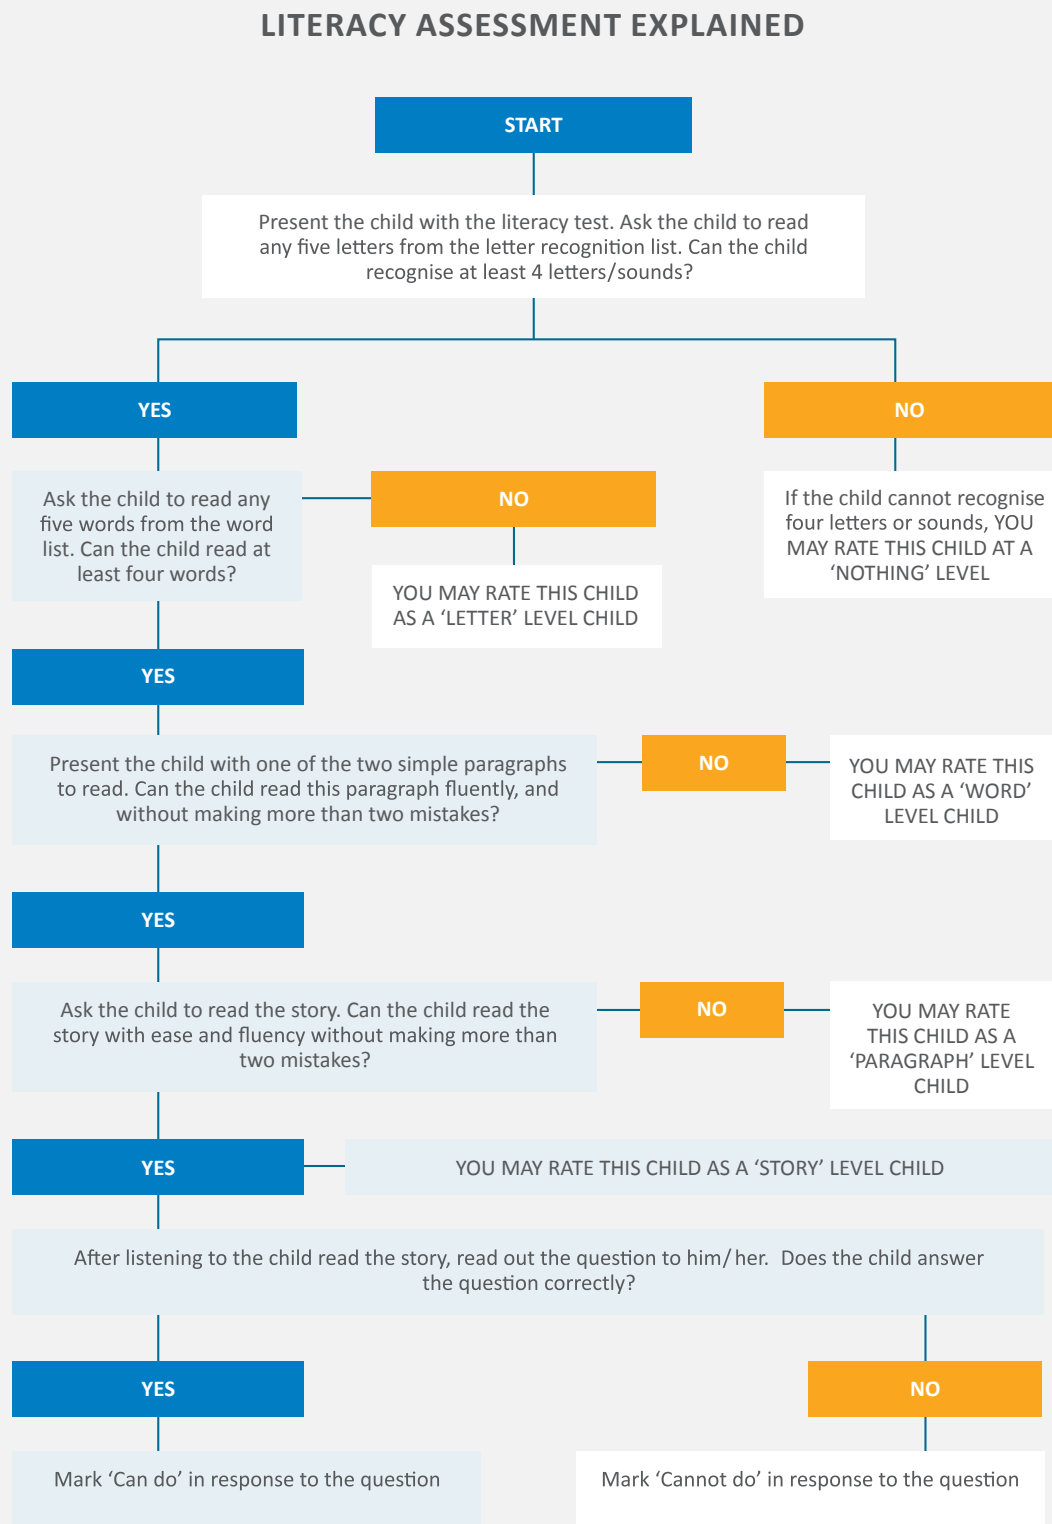 LITERACY ASSESSMENT EXPLAINED
START
Present the child with the literacy test. Ask the child to read
any five letters from the letter recognition list. Can the child
recognise at least 4 letters/sounds?
YES
NO
Ask the child to read any
five words from the word
list. Can the child read at
least four words?
NO
YOU MAY RATE THIS CHILD
AS A ‘LETTER’ LEVEL CHILD
If the child cannot recognise
four letters or sounds, YOU
MAY RATE THIS CHILD AT A
‘NOTHING’ LEVEL
YES
Present the child with one of the two simple paragraphs
to read. Can the child read this paragraph fluently, and
without making more than two mistakes?
NO
YOU MAY RATE THIS
CHILD AS A ‘WORD’
LEVEL CHILD
YES
Ask the child to read the story. Can the child read the
story with ease and fluency without making more than
two mistakes?
NO
YOU MAY RATE
THIS CHILD AS A
‘PARAGRAPH’ LEVEL
CHILD
YES
YOU MAY RATE THIS CHILD AS A ‘STORY’ LEVEL CHILD
After listening to the child read the story, read out the question to him/her. Does the child answer
the question correctly?
YES
NO
Mark ‘Can do’ in response to the question
Mark ‘Cannot do’ in response to the question